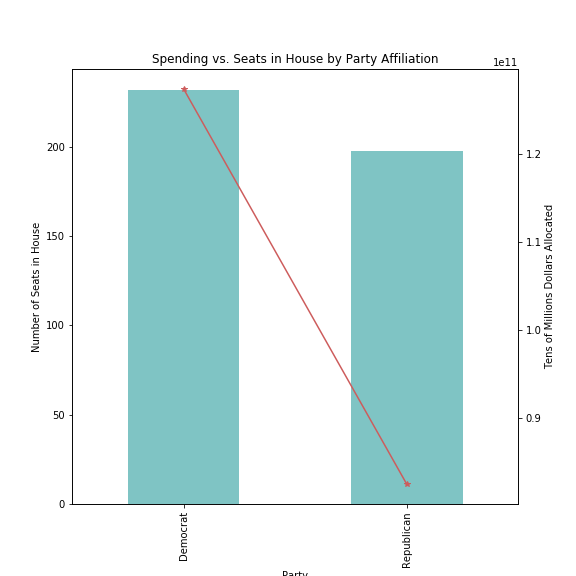 Spending vs. Seats in House by Party Affiliation
1e11
Number of Seats in House
200
150
100
50
0
1.2
1.1
1.0
0.9
Tens of Millions Dollars Allocated
Democrat
Republican
Party